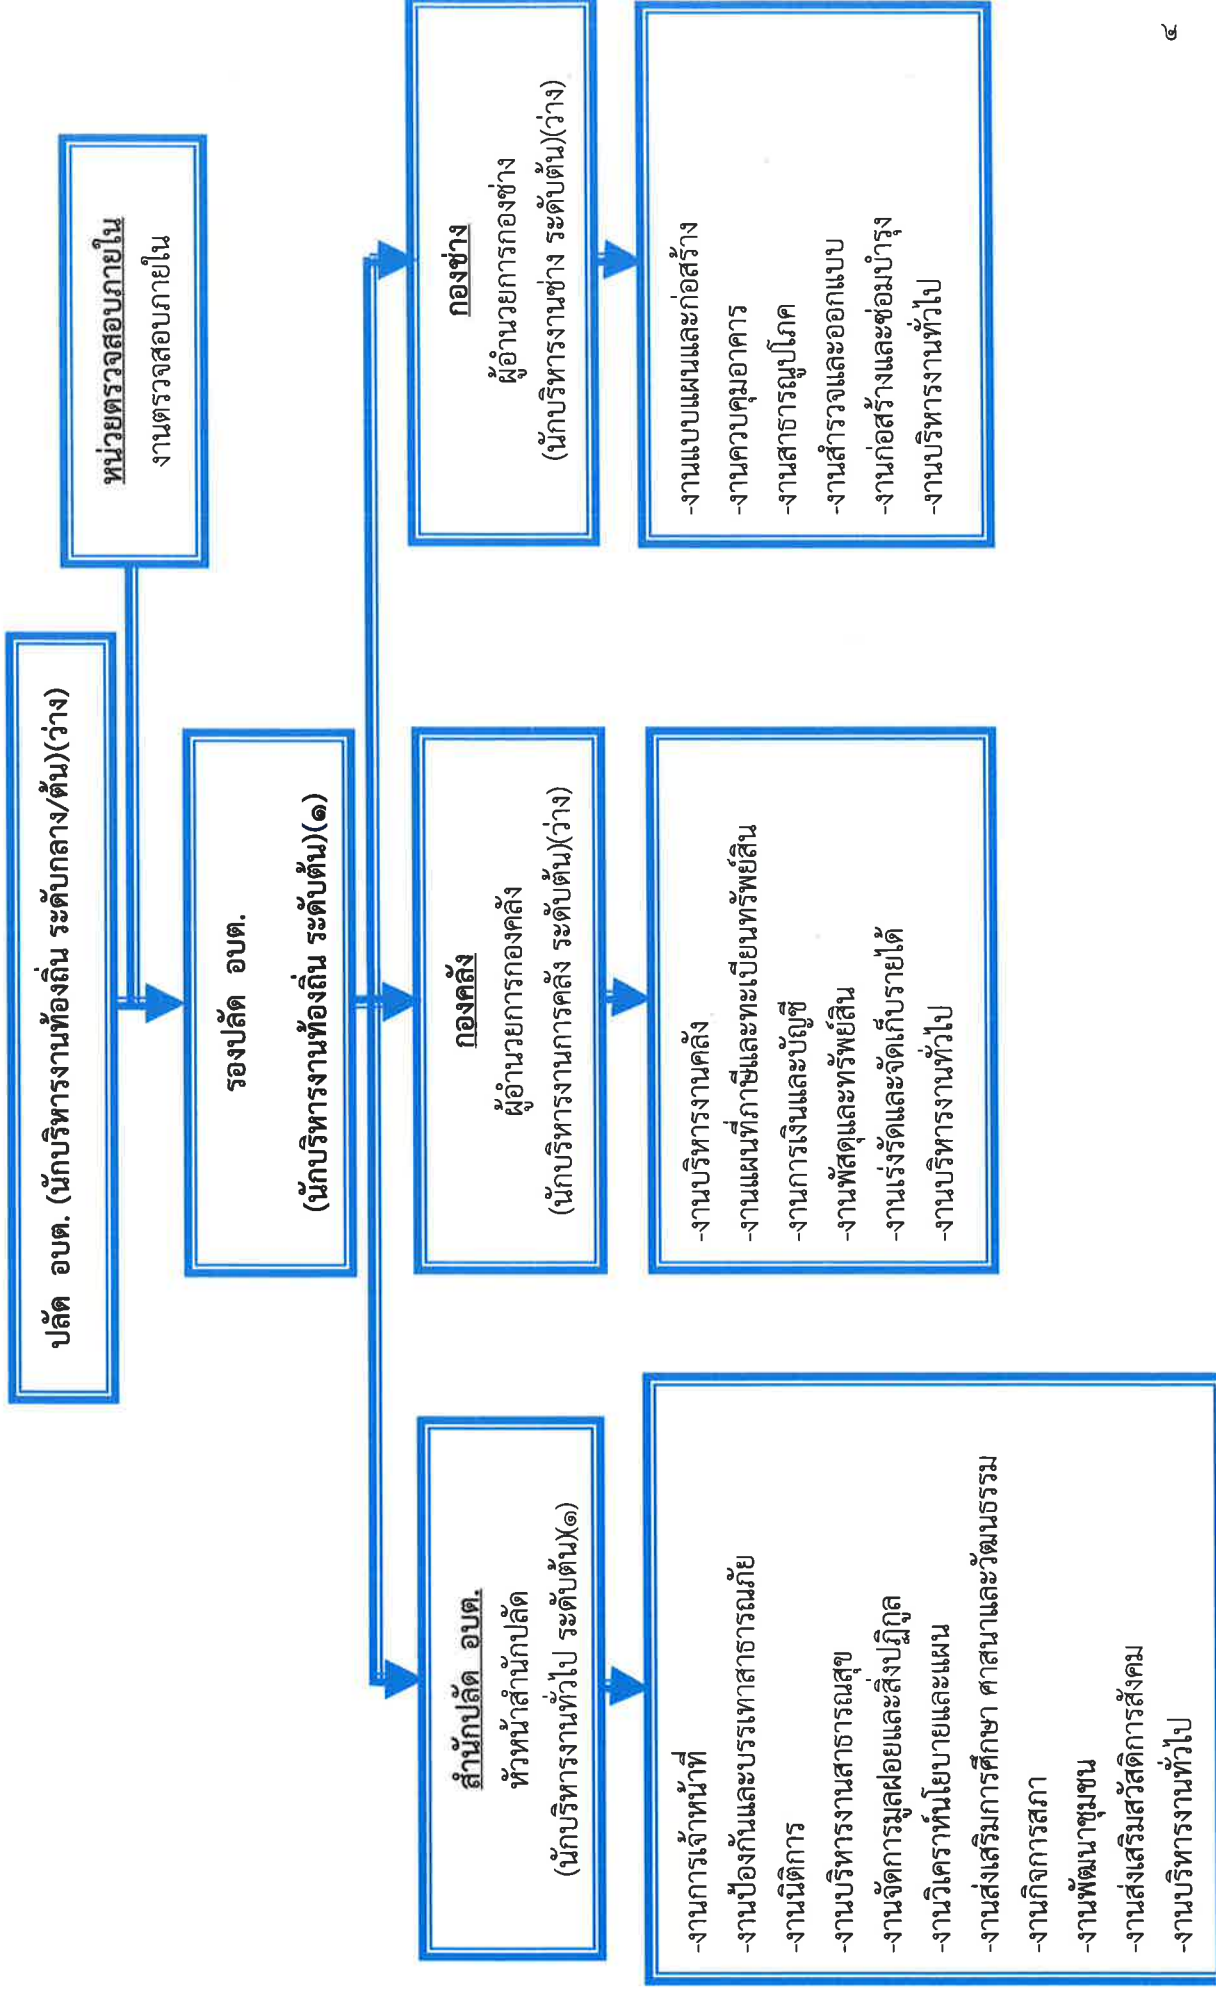 ปลัด อบต. (นักบริหารงานท้องถิ่น ระดับกลาง/ต้น)(ว่าง)
หน่วยตรวจสอบภายใน
งานตรวจสอบภายใน
รองปลัด อบต.
(นักบริหารงานท้องถิ่น ระดับต้น)(๑)
สำนักปลัด อบต.
หัวหน้าสำนักปลัด
(นักบริหารงานทั่วไป ระดับต้น)(๑)
กองคลัง
ผู้อำนวยการกองคลัง
(นักบริหารงานการคลัง ระดับต้น)(ว่าง)
กองช่าง
ผู้อำนวยการกองช่าง
(นักบริหารงานช่าง ระดับต้น)(ว่าง)
-งานการเจ้าหน้าที่
-งานป้องกันและบรรเทาสาธารณภัย
-งานนิติการ
-งานบริหารงานสาธารณสุข
-งานจัดการมูลฝอยและสิ่งปฏิกูล
-งานวิเคราห์นโยบายและแผน
-งานส่งเสริมการศึกษา ศาสนาและวัฒนธรรม
-งานกิจการสภา
-งานพัฒนาชุมชน
-งานส่งเสริมสวัสดิการสังคม
-งานบริหารงานทั่วไป
-งานบริหารงานคลัง
-งานแผนที่ภาษีและทะเบียนทรัพย์สิน
-งานการเงินและบัญชี
-งานพัสดุและทรัพย์สิน
-งานเร่งรัดและจัดเก็บรายได้
-งานบริหารงานทั่วไป
-งานแบบแผนและก่อสร้าง
-งานควบคุมอาคาร
-งานสาธารณูปโภค
-งานสำรวจและออกแบบ
-งานก่อสร้างและซ่อมบำรุง
-งานบริหารงานทั่วไป
๔